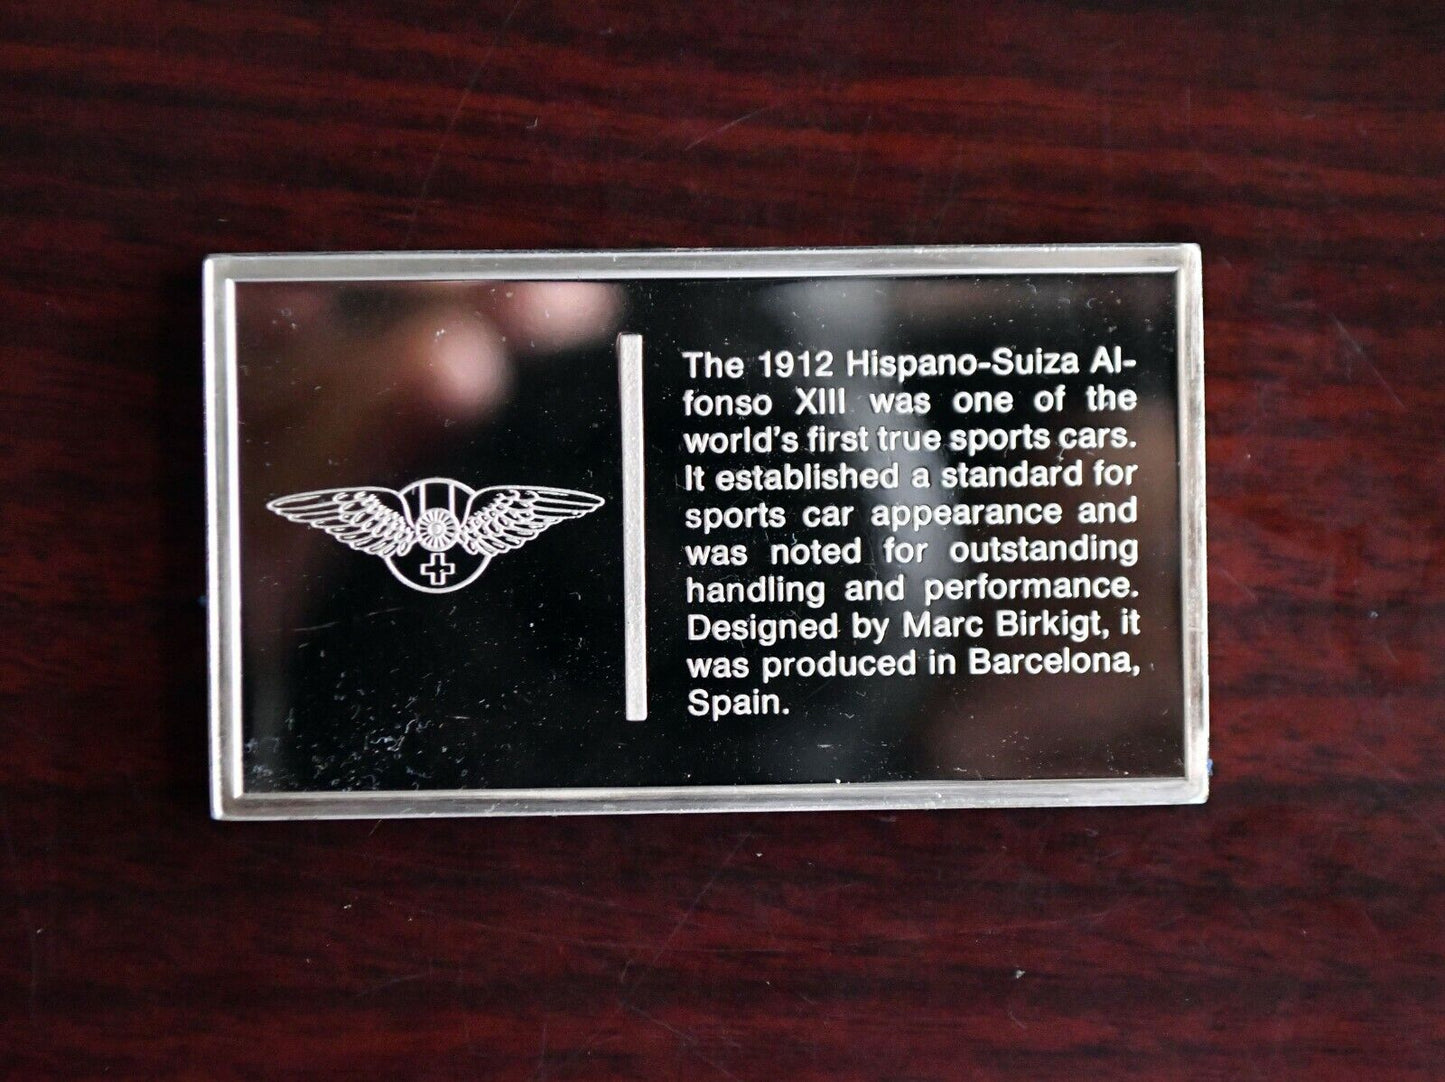 The 1912 Hispano-Suiza Al-
fonso XIII was one of the
world's first true sports cars.
It established a standard for
sports car appearance and
was noted for outstanding
handling and performance.
Designed by Marc Birkigt, it
was produced in Barcelona,
Spain.